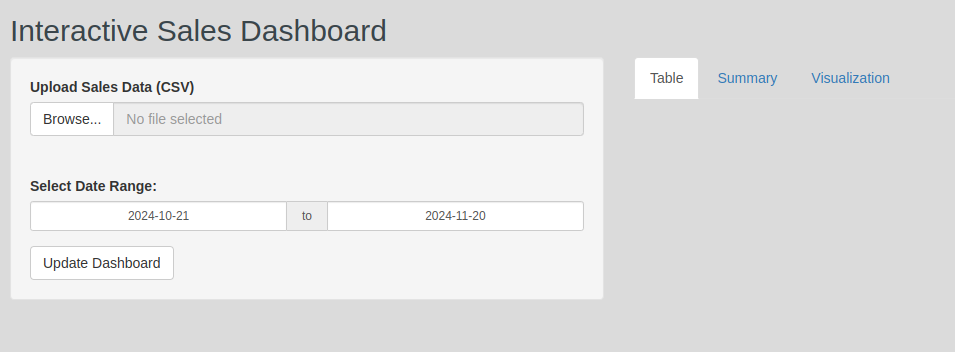 Interactive Sales Dashboard
Upload Sales Data (CSV)
Browse... No file selected
Select Date Range:
2024-10-21 to 2024-11-20
Update Dashboard
Table Summary Visualization